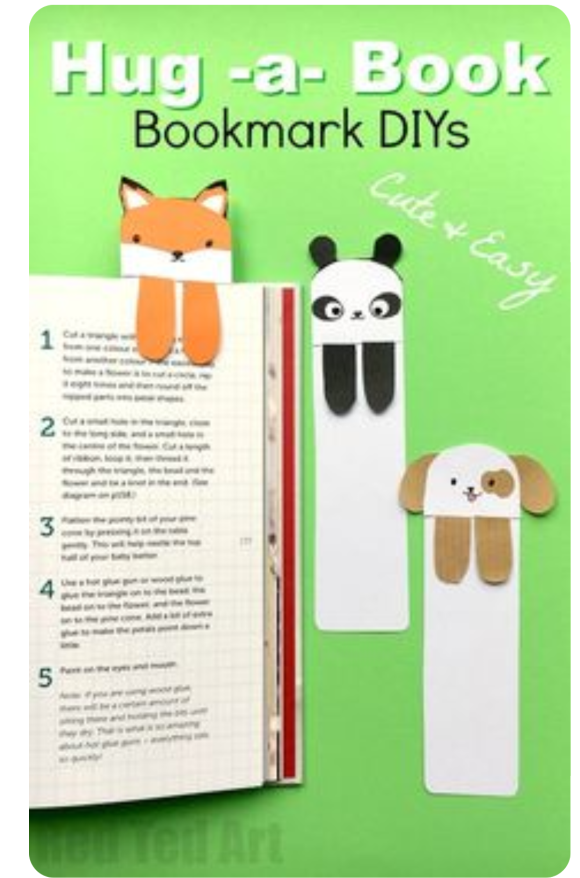 Hug -a- Book
Bookmark DIYs
Cute & Easy
1 Cut a triangle
from one colour
from another colour
to make a flower is to cut a circle,
it eight times and then round off the
ripped parts into petal shapes.
2 Cut a small hole in the triangle, close
to the long side, and a small hole in
the centre of the flower. Cut a length
of ribbon, loop it, then thread it
through the triangle, the bead and the
flower and tie a knot in the end. (See
diagram on
3 Flatten the pointy bit of your pine
cone by pressing it on the table
gently. This will help nestle the top
half of your baby better.
4 Use a hot glue gun or wood glue to
glue the triangle on to the bead, the
bead on to the flower, and the flower
on to the pine cone. Add a bit of extra
glue to make the petals point down a
little.
5 Paint on the eyes and mouth.
Note: if you are using wood glue,
there will be a certain amount of
sitting there and holding the bits until
they dry. That is what is so amazing
about hot glue guns – everything sets
so quickly!
Red Ted Art